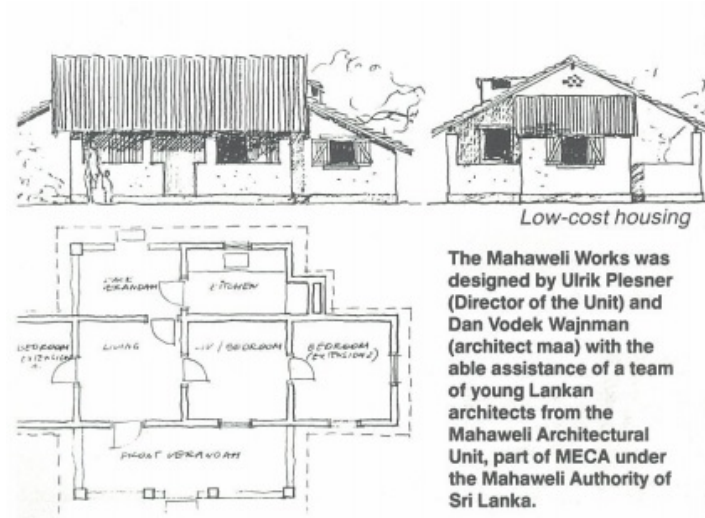 Low-cost housing
The Mahaweli Works was
designed by Ulrik Plesner
(Director of the Unit) and
Dan Vodek Wajnman
(architect maa) with the
able assistance of a team
of young Lankan
architects from the
Mahaweli Architectural
Unit, part of MECA under
the Mahaweli Authority of
Sri Lanka.
VERANDAH
KITCHEN
BEDROOM
LIVING
LIV / BEDROOM
BEDROOM
FRONT VERANDAH